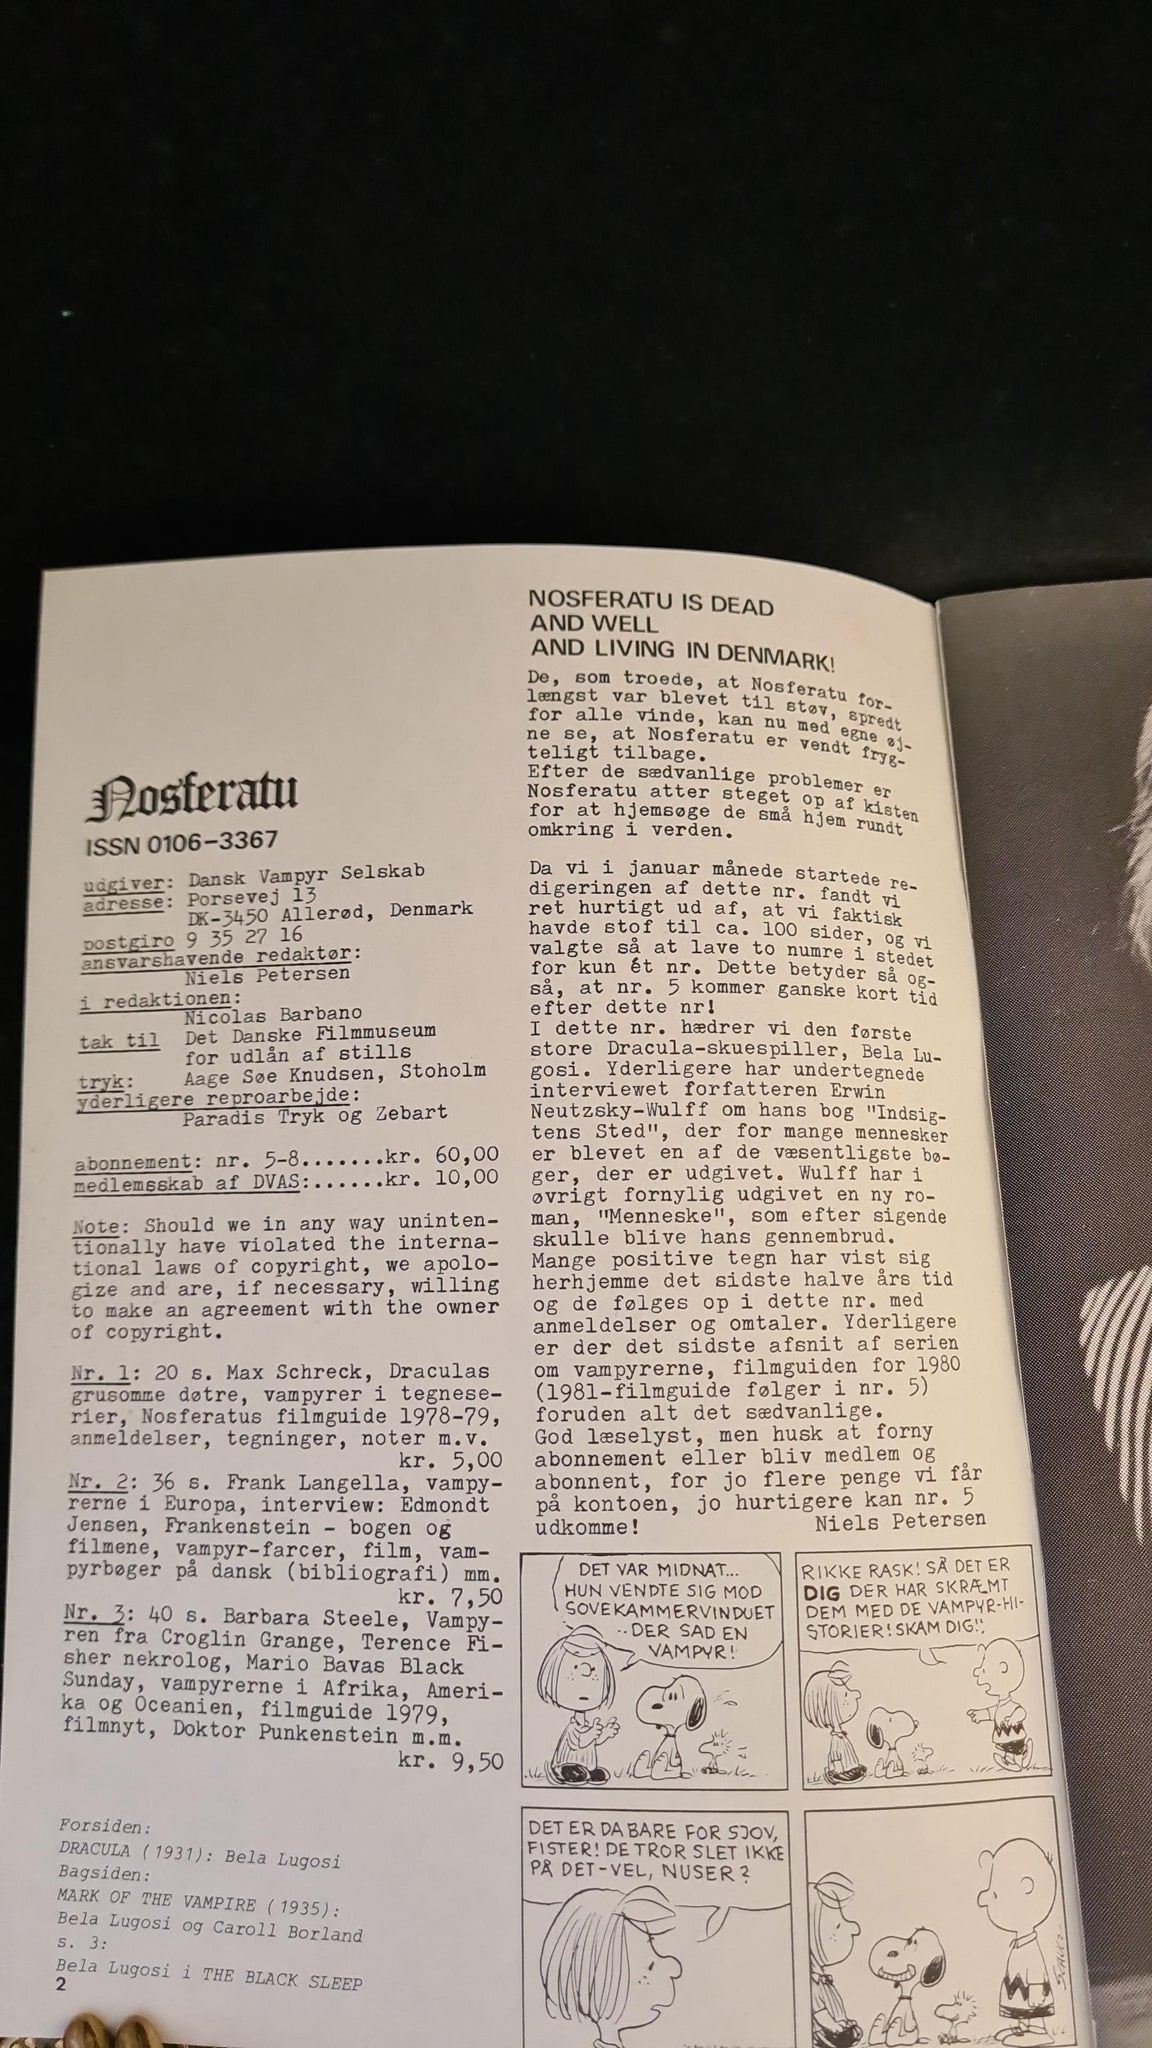 Nosferatu
ISSN 0106-3367
udgiver: Dansk Vampyr Selskab
adresse: Porsevej 13
DK-3450 Allerød, Denmark
postgiro 9 35 27 16
ansvarshavende redaktør:
Niels Petersen
i redaktionen:
Nicolas Barbano
tak til Det Danske Filmmuseum
for udlån af stills
tryk: Aage Søe Knudsen, Stoholm
yderligere reproarbejde:
Paradis Tryk og Zebart
abonnement: nr. 5-8.......kr. 60,00
medlemsskab af DVAS:......kr. 10,00
Note: Should we in any way uninten-
tionally have violated the interna-
tional laws of copyright, we apolo-
gize and are, if necessary, willing
to make an agreement with the owner
of copyright.
Nr. 1: 20 s. Max Schreck, Draculas
grusomme døtre, vampyrer i tegnese-
rier, Nosferatus filmguide 1978-79,
anmeldelser, tegninger, noter m.v.
kr. 5,00
Nr. 2: 36 s. Frank Langella, vampy-
rerne i Europa, interview: Edmondt
Jensen, Frankenstein - bogen og
filmene, vampyr-farcer, film, vam-
pyrbøger på dansk (bibliografi) mm.
kr. 7,50
Nr. 3: 40 s. Barbara Steele, Vampy-
ren fra Croglin Grange, Terence Fi-
sher nekrolog, Mario Bavas Black
Sunday, vampyrerne i Afrika, Ameri-
ka og Oceanien, filmguide 1979,
filmnyt, Doktor Punkenstein m.m.
kr. 9,50
Forsiden:
DRACULA (1931): Bela Lugosi
Bagsiden:
MARK OF THE VAMPIRE (1935):
Bela Lugosi og Caroll Borland
s. 3:
Bela Lugosi i THE BLACK SLEEP
2
NOSFERATU IS DEAD
AND WELL
AND LIVING IN DENMARK!
De, som troede, at Nosferatu for-
længst var blevet til støv, spredt
for alle vinde, kan nu med egne øj-
ne se, at Nosferatu er vendt fryg-
teligt tilbage.
Efter de sædvanlige problemer er
Nosferatu atter steget op af kisten
for at hjemsøge de små hjem rundt
omkring i verden.
Da vi i januar månede startede re-
digeringen af dette nr. fandt vi
ret hurtigt ud af, at vi faktisk
havde stof til ca. 100 sider, og vi
valgte så at lave to numre i stedet
for kun ét nr. Dette betyder så og-
så, at nr. 5 kommer ganske kort tid
efter dette nr!
I dette nr. hædrer vi den første
store Dracula-skuespiller, Bela Lu-
gosi. Yderligere har undertegnede
interviewet forfatteren Erwin
Neutzsky-Wulff om hans bog "Indsig-
tens Sted", der for mange mennesker
er blevet en af de væsentligste bø-
ger, der er udgivet. Wulff har i
øvrigt fornylig udgivet en ny ro-
man, "Menneske", som efter sigende
skulle blive hans gennembrud.
Mange positive tegn har vist sig
herhjemme det sidste halve års tid
og de følges op i dette nr. med
anmeldelser og omtaler. Yderligere
er der det sidste afsnit af serien
om vampyrerne, filmguiden for 1980
(1981-filmguide følger i nr. 5)
foruden alt det sædvanlige.
God læselyst, men husk at forny
abonnement eller bliv medlem og
abonnent, for jo flere penge vi får
på kontoen, jo hurtigere kan nr. 5
udkomme! Niels Petersen
DET VAR MIDNAT...
HUN VENDTE SIG MOD
SOVEKAMMERVINDUET
..DER SAD EN
VAMPYR!
RIKKE RASK! SÅ DET ER
DIG DER HAR SKRÆMT
DEM MED DE VAMPYR-HI-
STORIER! SKAM DIG!
DET ER DA BARE FOR SJOV,
FISTER! DE TROR SLET IKKE
PÅ DET-VEL, NUSER?
SCHULZ